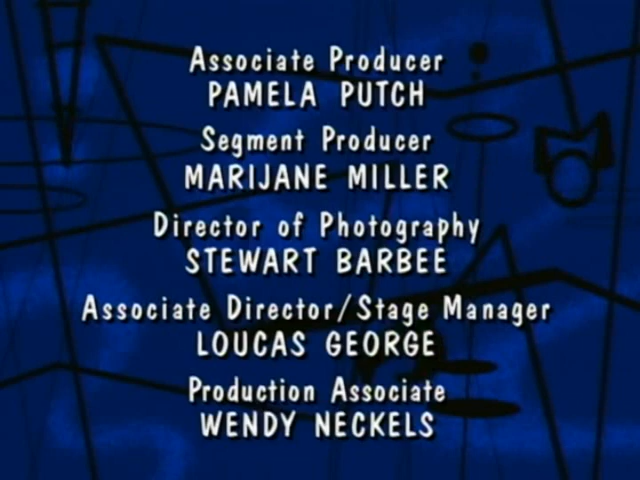 Associate Producer
PAMELA PUTCH
Segment Producer
MARIJANE MILLER
Director of Photography
STEWART BARBEE
Associate Director/Stage Manager
LOUCAS GEORGE
Production Associate
WENDY NECKELS